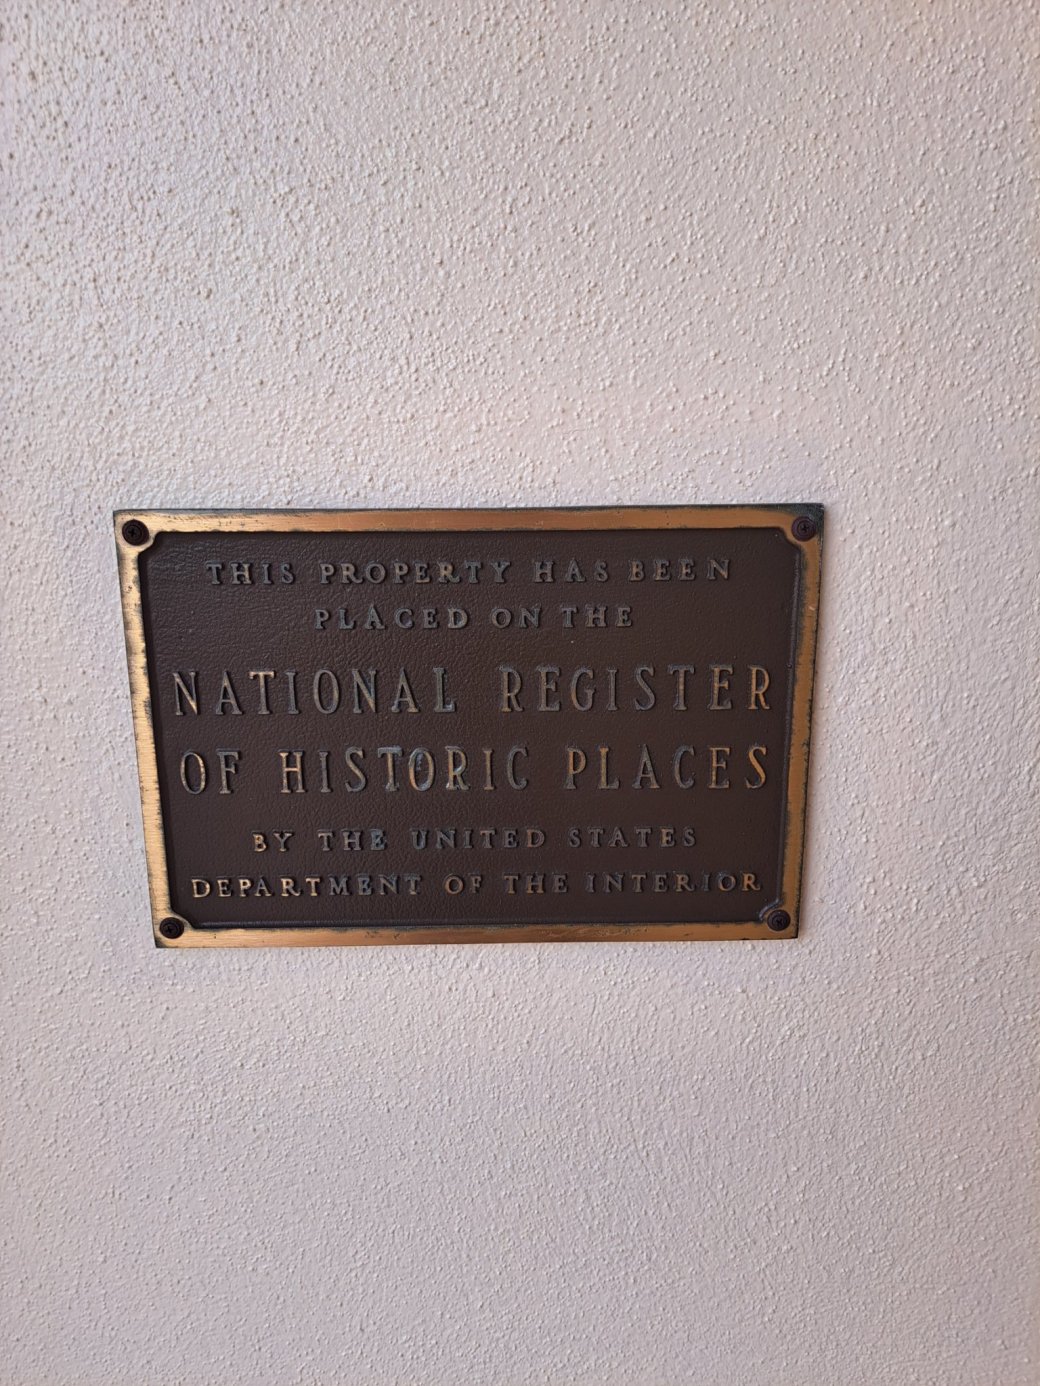 THIS PROPERTY HAS BEEN
PLACED ON THE
NATIONAL REGISTER
OF HISTORIC PLACES
BY THE UNITED STATES
DEPARTMENT OF THE INTERIOR